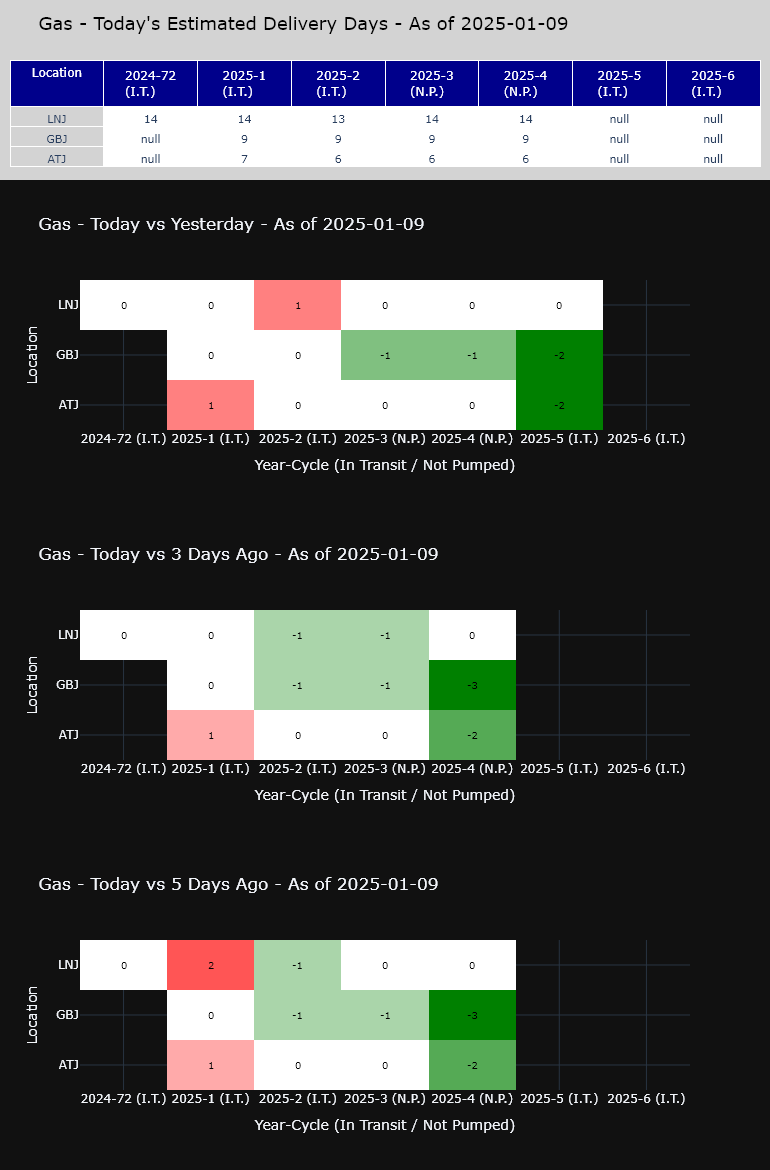 Gas - Today's Estimated Delivery Days - As of 2025-01-09
Location 2024-72 (I.T.) 2025-1 (I.T.) 2025-2 (I.T.) 2025-3 (N.P.) 2025-4 (N.P.) 2025-5 (I.T.) 2025-6 (I.T.)
LNJ 14 14 13 14 14 null null
GBJ null 9 9 9 9 null null
ATJ null 7 6 6 6 null null
Gas - Today vs Yesterday - As of 2025-01-09
Location
LNJ 0 0 1 0 0 0
GBJ 0 0 -1 -1 -2
ATJ 1 0 0 0 -2
2024-72 (I.T.) 2025-1 (I.T.) 2025-2 (I.T.) 2025-3 (N.P.) 2025-4 (N.P.) 2025-5 (I.T.) 2025-6 (I.T.)
Year-Cycle (In Transit / Not Pumped)
Gas - Today vs 3 Days Ago - As of 2025-01-09
Location
LNJ 0 0 -1 -1 0
GBJ 0 -1 -1 -3
ATJ 1 0 0 -2
2024-72 (I.T.) 2025-1 (I.T.) 2025-2 (I.T.) 2025-3 (N.P.) 2025-4 (N.P.) 2025-5 (I.T.) 2025-6 (I.T.)
Year-Cycle (In Transit / Not Pumped)
Gas - Today vs 5 Days Ago - As of 2025-01-09
Location
LNJ 0 2 -1 0 0
GBJ 0 -1 -1 -3
ATJ 1 0 0 -2
2024-72 (I.T.) 2025-1 (I.T.) 2025-2 (I.T.) 2025-3 (N.P.) 2025-4 (N.P.) 2025-5 (I.T.) 2025-6 (I.T.)
Year-Cycle (In Transit / Not Pumped)